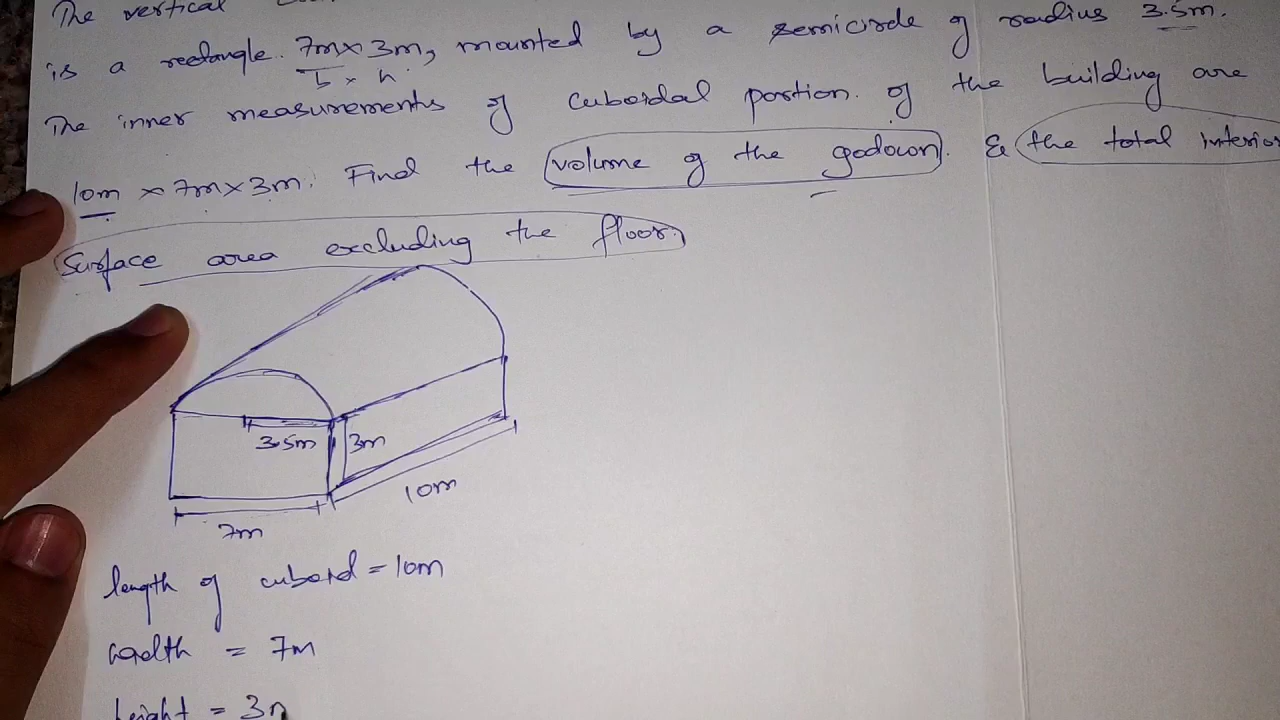 The vertical
is a rectangle. 7m x 3m, mounted by a semicircle of radius 3.5m.
b x h.
The inner measurements of cuboidal portion. of the building are
10m x 7m x 3m. Find the volume of the godown. & the total interior
Surface area excluding the floor.
3.5m
3m
10m
7m
length of cuboid = 10m
width = 7m
height = 3m